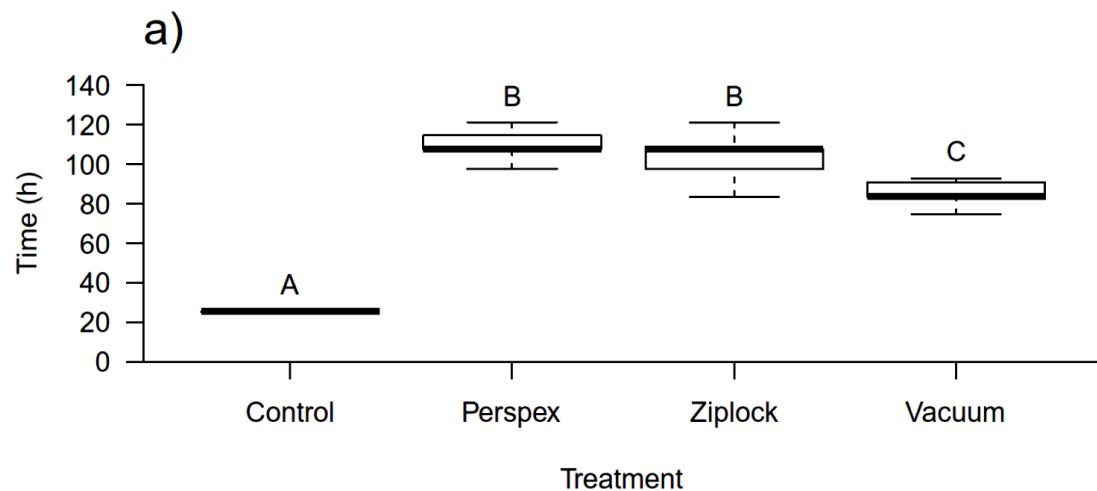 a)
140
120
100
80
60
40
20
0
Time (h)
A
B
B
C
Control Perspex Ziplock Vacuum
Treatment